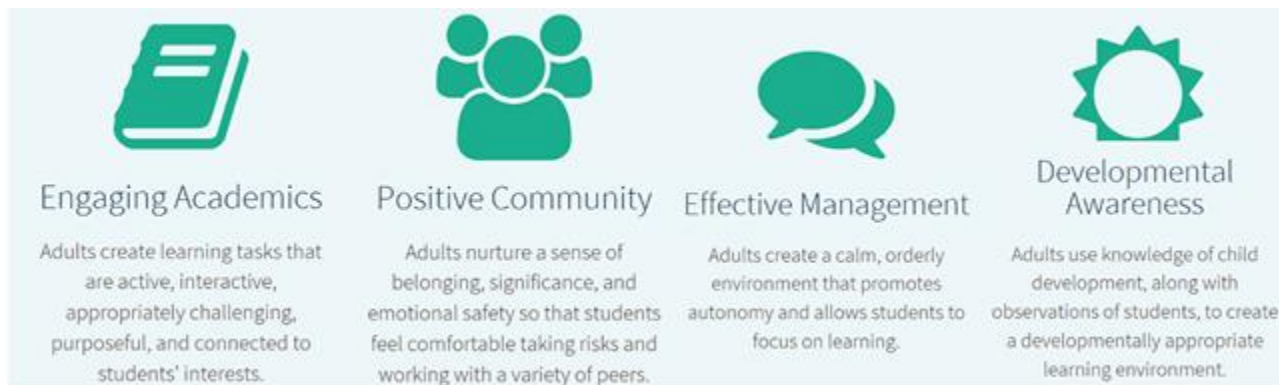 Engaging Academics
Adults create learning tasks that
are active, interactive,
appropriately challenging,
purposeful, and connected to
students' interests.
Positive Community
Adults nurture a sense of
belonging, significance, and
emotional safety so that students
feel comfortable taking risks and
working with a variety of peers.
Effective Management
Adults create a calm, orderly
environment that promotes
autonomy and allows students to
focus on learning.
Developmental
Awareness
Adults use knowledge of child
development, along with
observations of students, to create
a developmentally appropriate
learning environment.